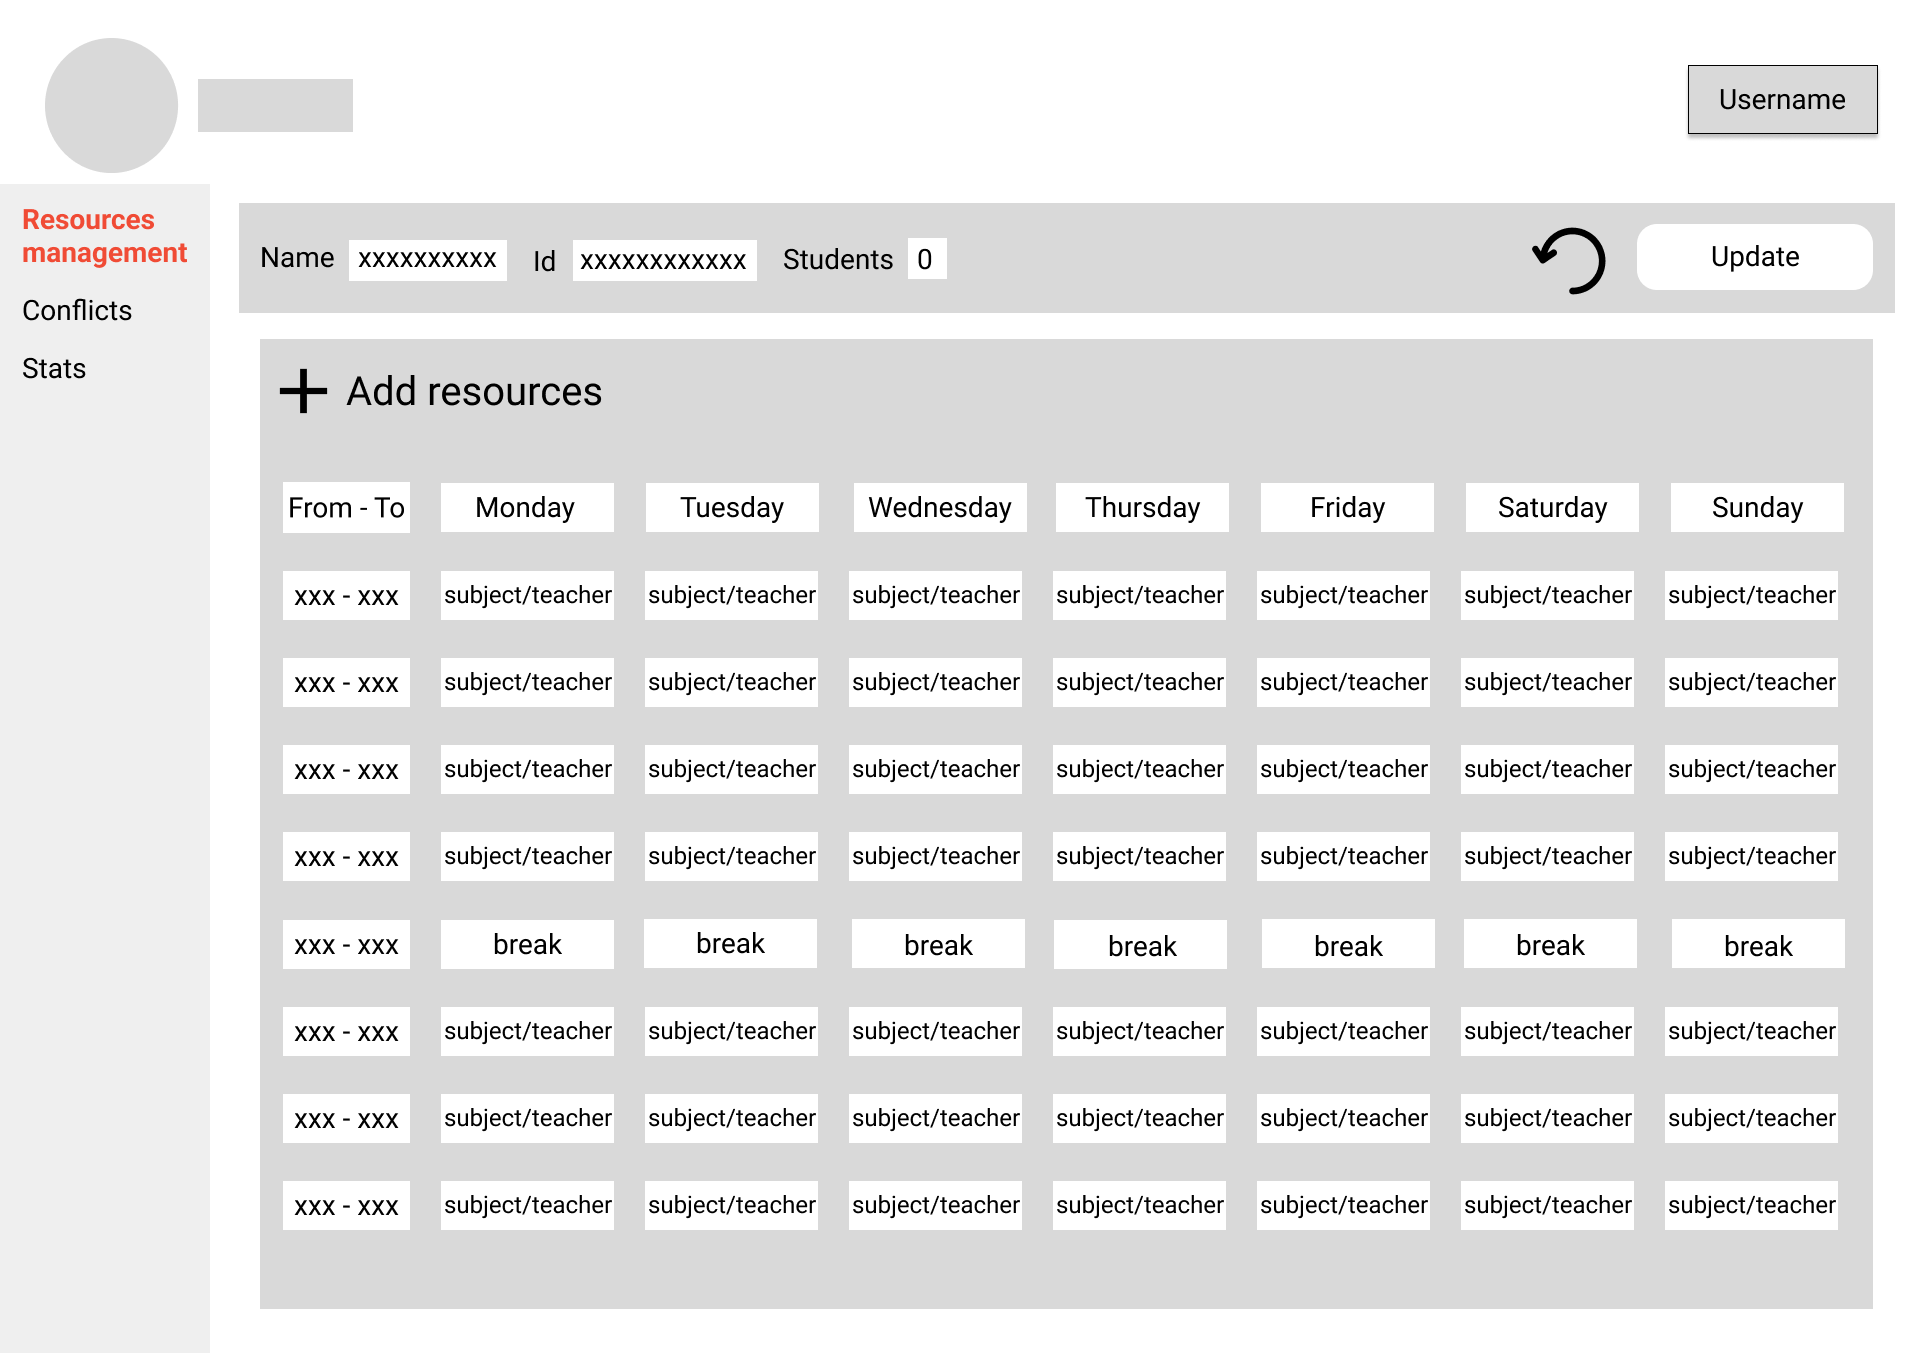 Username
Resources
management
Conflicts
Stats
Name xxxxxxxxxx Id xxxxxxxxxxxx Students 0 Update
Add resources
From - To Monday Tuesday Wednesday Thursday Friday Saturday Sunday
xxx - xxx subject/teacher subject/teacher subject/teacher subject/teacher subject/teacher subject/teacher subject/teacher
xxx - xxx subject/teacher subject/teacher subject/teacher subject/teacher subject/teacher subject/teacher subject/teacher
xxx - xxx subject/teacher subject/teacher subject/teacher subject/teacher subject/teacher subject/teacher subject/teacher
xxx - xxx subject/teacher subject/teacher subject/teacher subject/teacher subject/teacher subject/teacher subject/teacher
xxx - xxx break break break break break break break
xxx - xxx subject/teacher subject/teacher subject/teacher subject/teacher subject/teacher subject/teacher subject/teacher
xxx - xxx subject/teacher subject/teacher subject/teacher subject/teacher subject/teacher subject/teacher subject/teacher
xxx - xxx subject/teacher subject/teacher subject/teacher subject/teacher subject/teacher subject/teacher subject/teacher